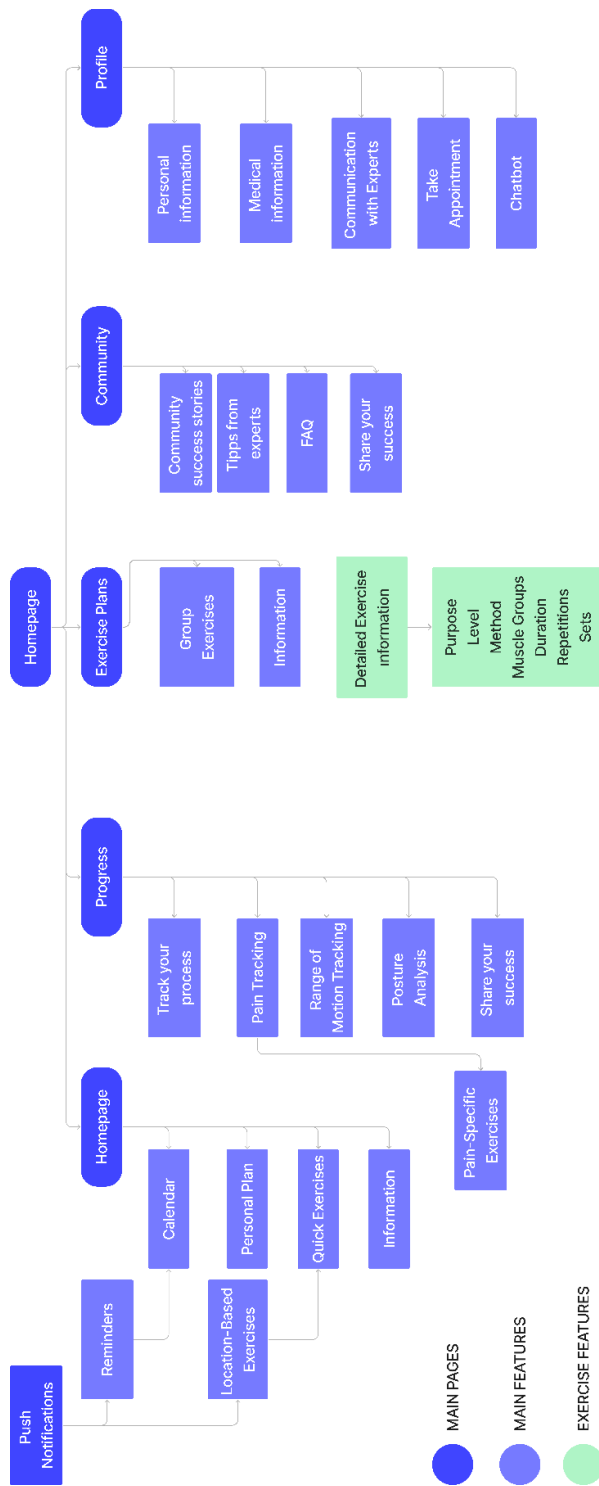 Homepage
Push
Notifications
Homepage
Progress
Exercise Plans
Community
Profile
Reminders
Location-Based
Exercises
Calendar
Personal Plan
Quick Exercises
Information
Track your
process
Pain Tracking
Range of
Motion Tracking
Posture
Analysis
Share your
success
Pain-Specific
Exercises
Group
Exercises
Information
Detailed Exercise
information
Purpose
Level
Method
Muscle Groups
Duration
Repetitions
Sets
Community
success stories
Tipps from
experts
FAQ
Share your
success
Personal
information
Medical
information
Communication
with Experts
Take
Appointment
Chatbot
MAIN PAGES
MAIN FEATURES
EXERCISE FEATURES